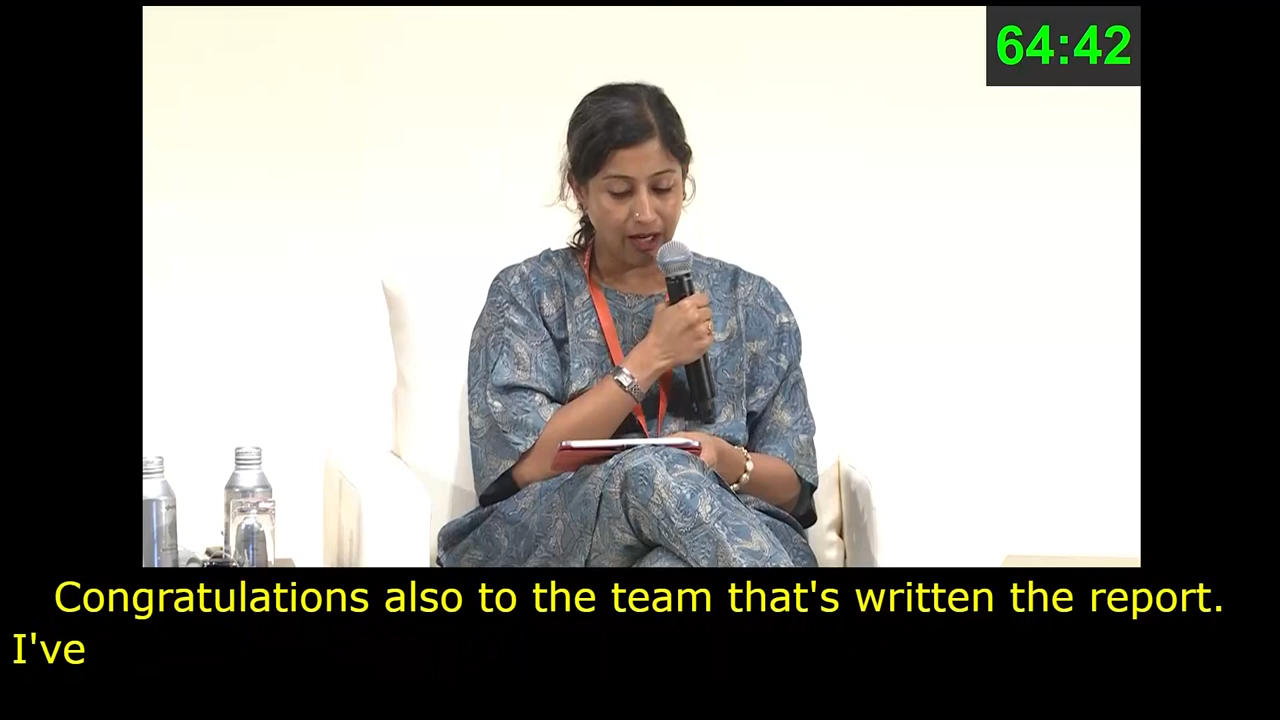 64:42
Congratulations also to the team that's written the report.
I've